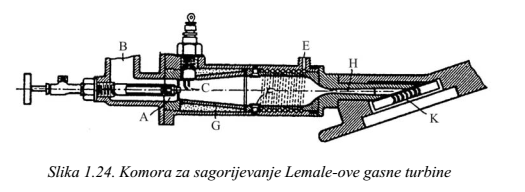 B
E
H
C
A
G
K
Slika 1.24. Komora za sagorijevanje Lemale-ove gasne turbine